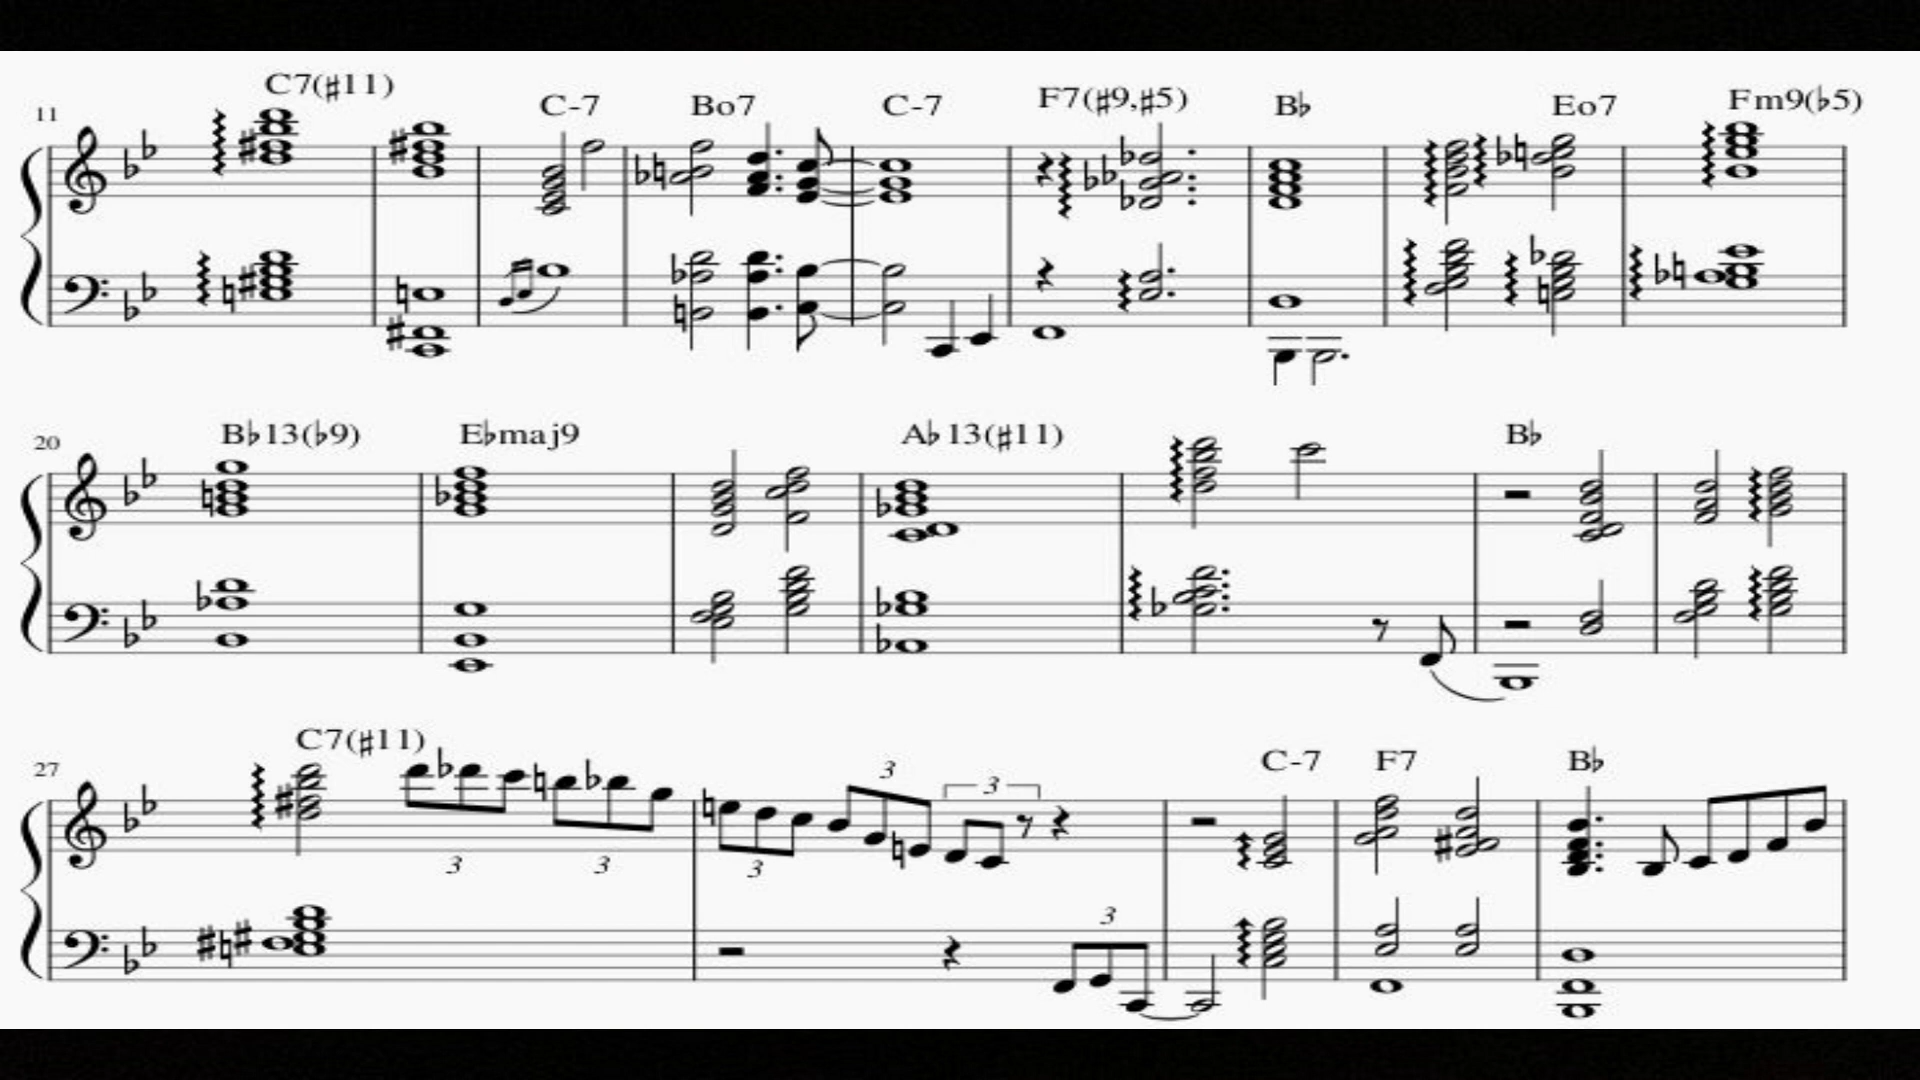 11 C7(♯11) C-7 Bo7 C-7 F7(♯9,♯5) B♭ Eo7 Fm9(♭5)
20 B♭13(♭9) E♭maj9 A♭13(♯11) B♭
27 C7(♯11) 3 3 3 3 3 C-7 F7 B♭
3